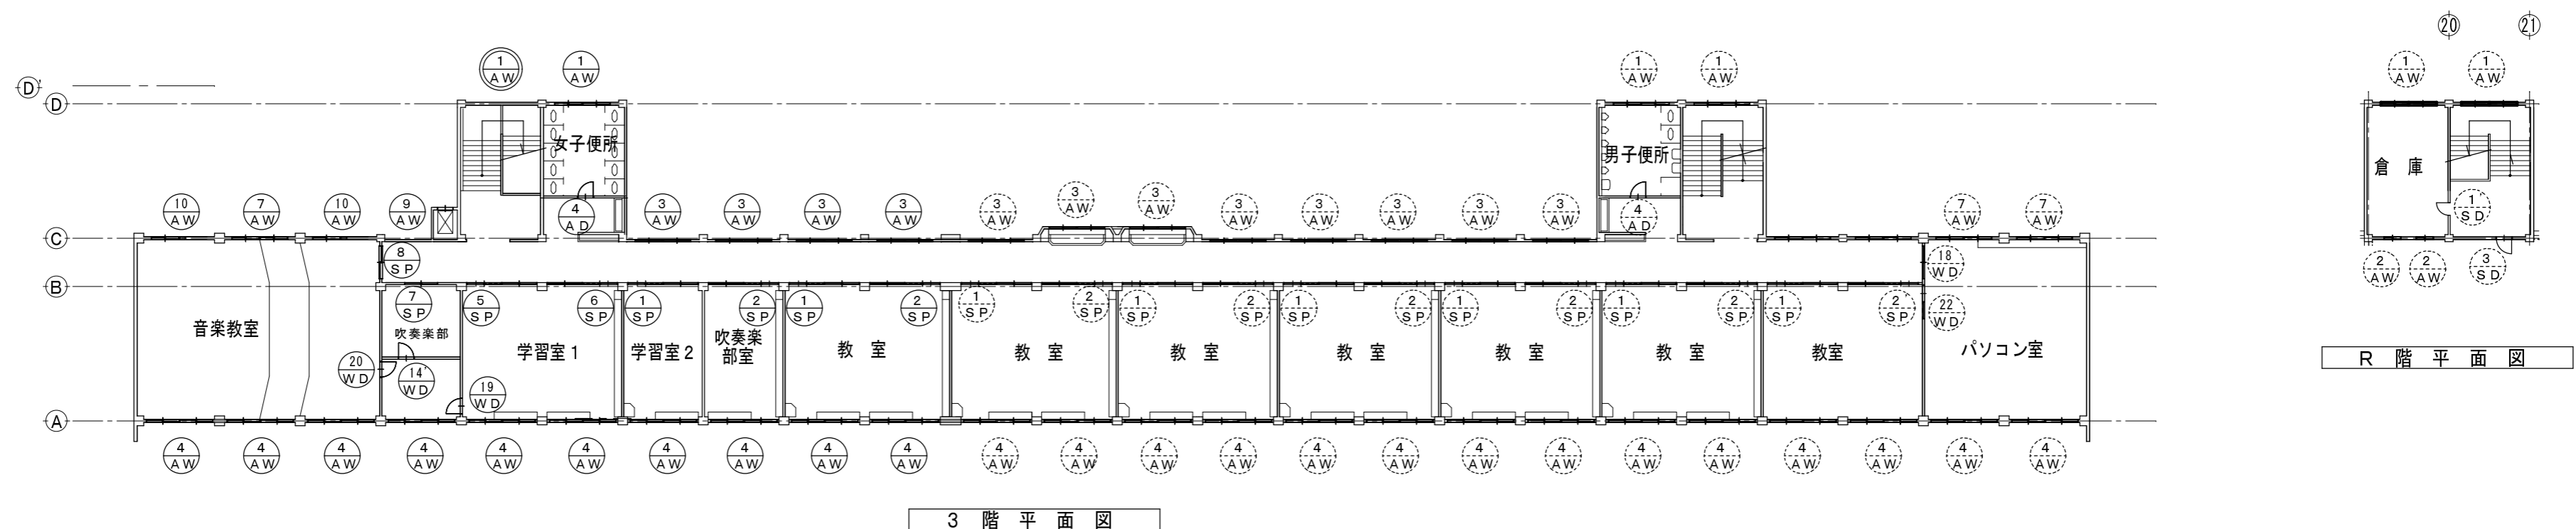 20 21
1 1 1 1 1 1
AW AW AW AW AW AW
D'
D
女子便所 男子便所 倉 庫
10 7 10 9 3 3 3 3 3 3 3 3 3 3 3 3 7 7
AW AW AW AW AW AW AW AW AW AW AW AW AW AW AW AW AW AW
4 4 1'
AD AD SD
C
8 18 2 2 3
SP WD AW AW SD
B
7 5 6 1 2 1 2 1 2' 1 2' 1 2' 1 2' 1 2' 1 2' 22
SP SP SP SP SP SP SP SP SP SP SP SP SP SP SP SP SP SP SP WD
音楽教室 吹奏楽部 学習室1 学習室2 吹奏楽
部室 教 室 教 室 教 室 教 室 教 室 教 室 教室 パソコン室
R 階 平 面 図
20 14' 19
WD WD WD
A
4 4 4 4 4 4 4 4 4 4 4 4 4 4 4 4 4 4 4 4 4 4 4 4
AW AW AW AW AW AW AW AW AW AW AW AW AW AW AW AW AW AW AW AW AW AW AW AW
3 階 平 面 図